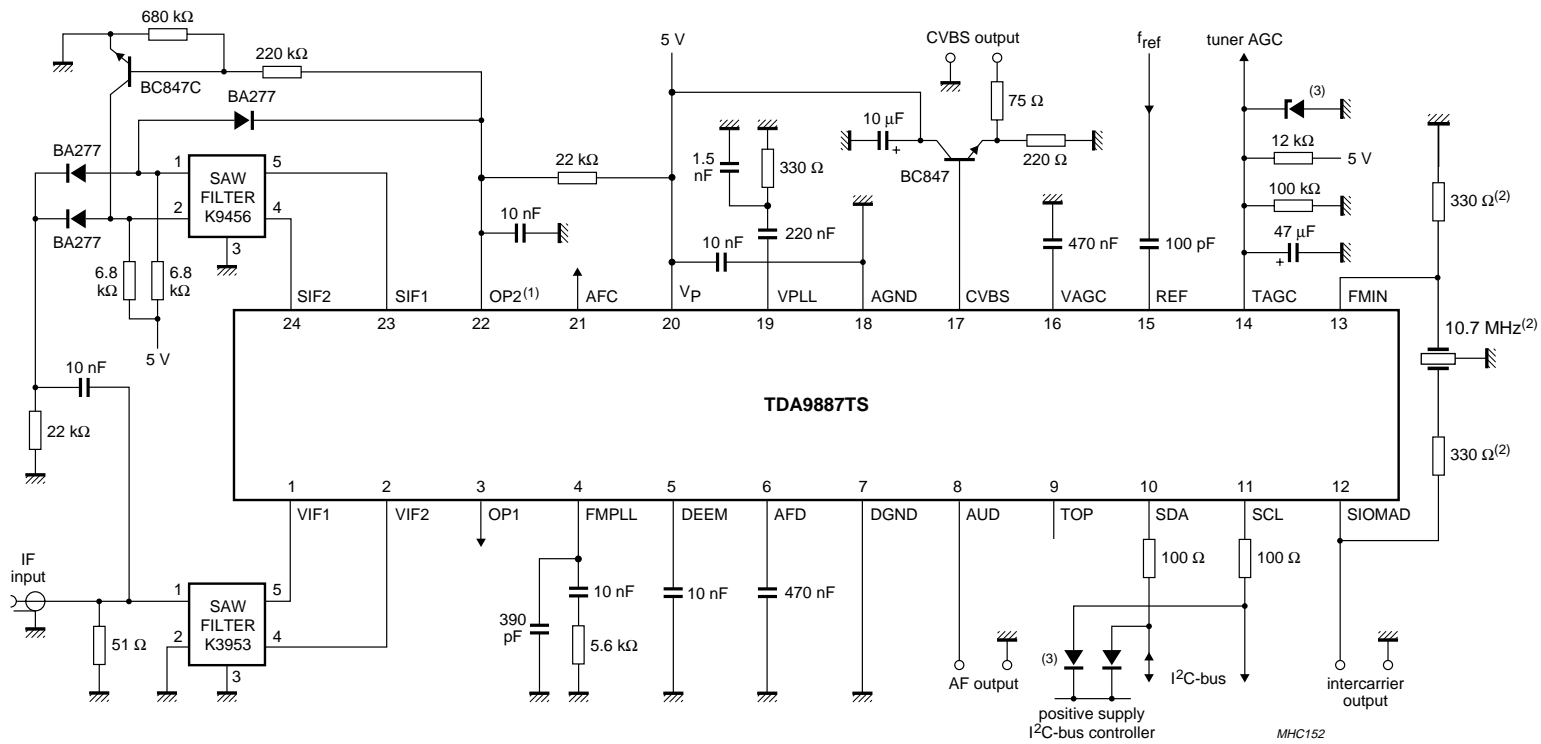 680 kΩ
220 kΩ
BC847C
BA277
BA277
BA277
1
2
5
4
3
SAW
FILTER
K9456
6.8
kΩ
6.8
kΩ
5 V
10 nF
22 kΩ
22 kΩ
10 nF
5 V
10 nF
1.5
nF
330 Ω
220 nF
10 μF
+
BC847
CVBS output
75 Ω
220 Ω
470 nF
fref
100 pF
tuner AGC
(3)
12 kΩ
5 V
100 kΩ
47 μF
+
330 Ω(2)
10.7 MHz(2)
330 Ω(2)
SIF2
SIF1
OP2(1)
AFC
VP
VPLL
AGND
CVBS
VAGC
REF
TAGC
FMIN
24
23
22
21
20
19
18
17
16
15
14
13
TDA9887TS
1
2
3
4
5
6
7
8
9
10
11
12
VIF1
VIF2
OP1
FMPLL
DEEM
AFD
DGND
AUD
TOP
SDA
SCL
SIOMAD
IF
input
51 Ω
1
2
5
4
3
SAW
FILTER
K3953
390
pF
10 nF
5.6 kΩ
10 nF
470 nF
AF output
100 Ω
100 Ω
(3)
I2C-bus
positive supply
I2C-bus controller
intercarrier
output
MHC152